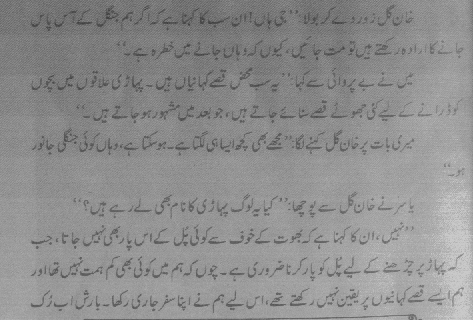 خان گل زور دے کر بولا: ”جی ہاں! ان سب کا کہنا ہے کہ اگر ہم جنگل کے آس پاس
جانے کا ارادہ رکھتے ہیں تو مت جائیں، کیوں کہ وہاں جانے میں خطرہ ہے۔“
میں نے بے پروائی سے کہا: ”یہ سب محض قصے کہانیاں ہیں۔ پہاڑی علاقوں میں بچوں
کو ڈرانے کے لیے کئی جھوٹے قصے سنائے جاتے ہیں، جو بعد میں مشہور ہو جاتے ہیں۔“
میری بات پر خان گل کہنے لگا: ”مجھے بھی کچھ ایسا ہی لگتا ہے۔ ہو سکتا ہے، وہاں کوئی جنگلی جانور
ہو۔“
یاسر نے خان گل سے پوچھا: ”کیا یہ لوگ پہاڑی کا نام بھی لے رہے ہیں؟“
”نہیں، ان کا کہنا ہے کہ بھوت کے خوف سے کوئی پُل کے اس پار بھی نہیں جاتا، جب
کہ پہاڑ پر چڑھنے کے لیے پُل کو پار کرنا ضروری ہے۔ چوں کہ ہم میں کوئی بھی کم ہمت نہیں تھا اور
ہم ایسے قصے کہانیوں پر یقین نہیں رکھتے تھے، اس لیے ہم نے اپنا سفر جاری رکھا۔ بارش اب رُک